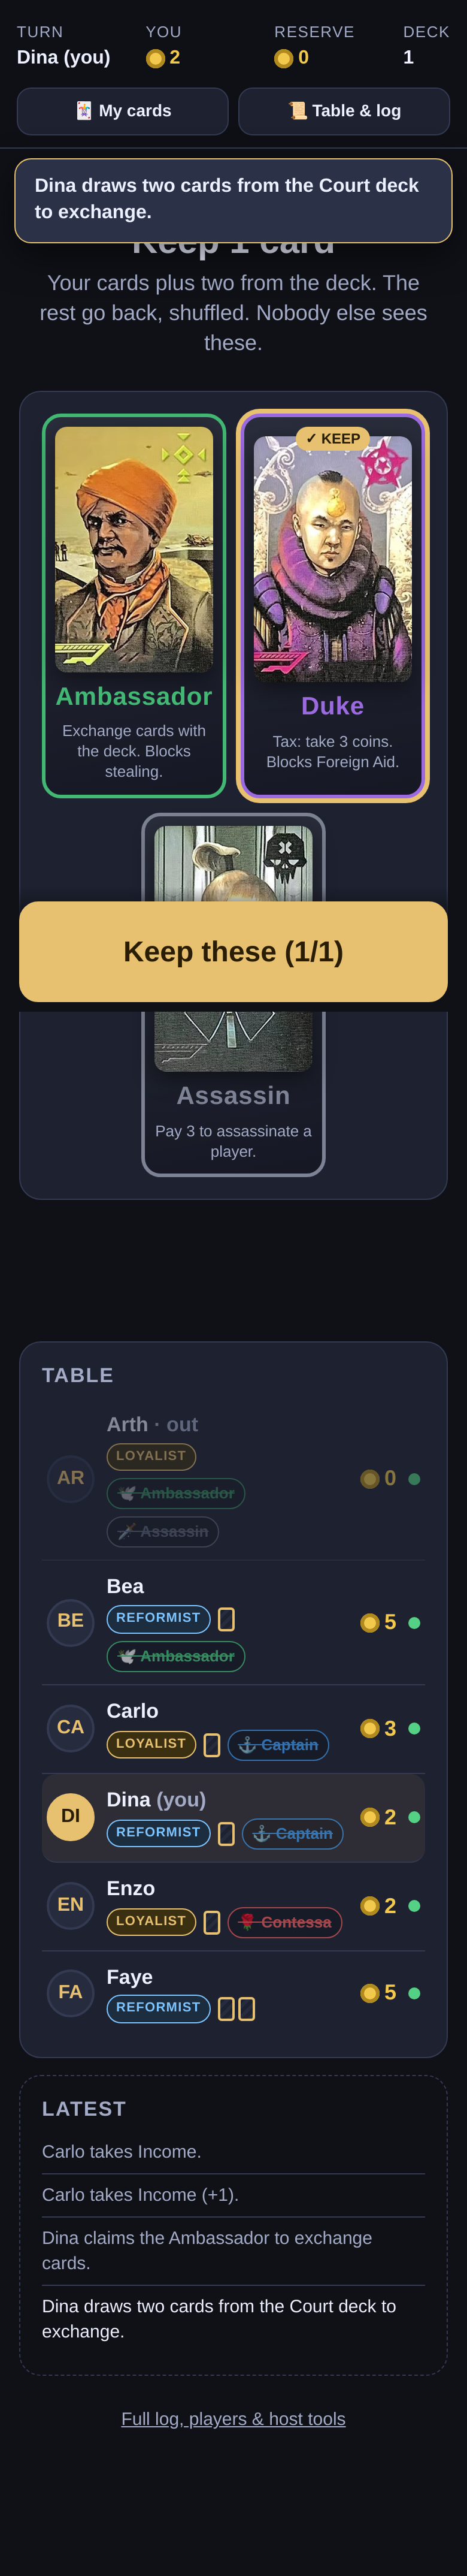 TURN
YOU
RESERVE
DECK
Dina (you)
2
0
1
🃏 My cards
📜 Table & log
Dina draws two cards from the Court deck
to exchange.
Keep 1 card
Your cards plus two from the deck. The
rest go back, shuffled. Nobody else sees
these.
Ambassador
Exchange cards with
the deck. Blocks
stealing.
✓ KEEP
Duke
Tax: take 3 coins.
Blocks Foreign Aid.
Keep these (1/1)
Assassin
Pay 3 to assassinate a
player.
TABLE
AR
Arth · out
LOYALIST
🕊️ Ambassador
🗡️ Assassin
0
BE
Bea
REFORMIST
🕊️ Ambassador
5
CA
Carlo
LOYALIST
⚓ Captain
3
DI
Dina (you)
REFORMIST
⚓ Captain
2
EN
Enzo
LOYALIST
🌹 Contessa
2
FA
Faye
REFORMIST
5
LATEST
Carlo takes Income.
Carlo takes Income (+1).
Dina claims the Ambassador to exchange
cards.
Dina draws two cards from the Court deck to
exchange.
Full log, players & host tools